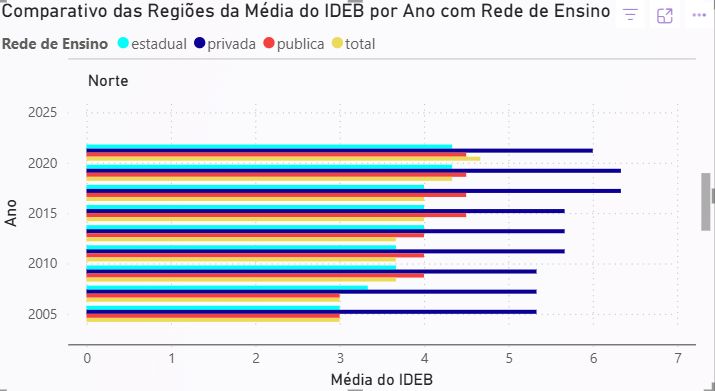 Comparativo das Regiões da Média do IDEB por Ano com Rede de Ensino
Rede de Ensino estadual privada publica total
Norte
2025
2020
2015
2010
2005
Ano
0 1 2 3 4 5 6 7
Média do IDEB